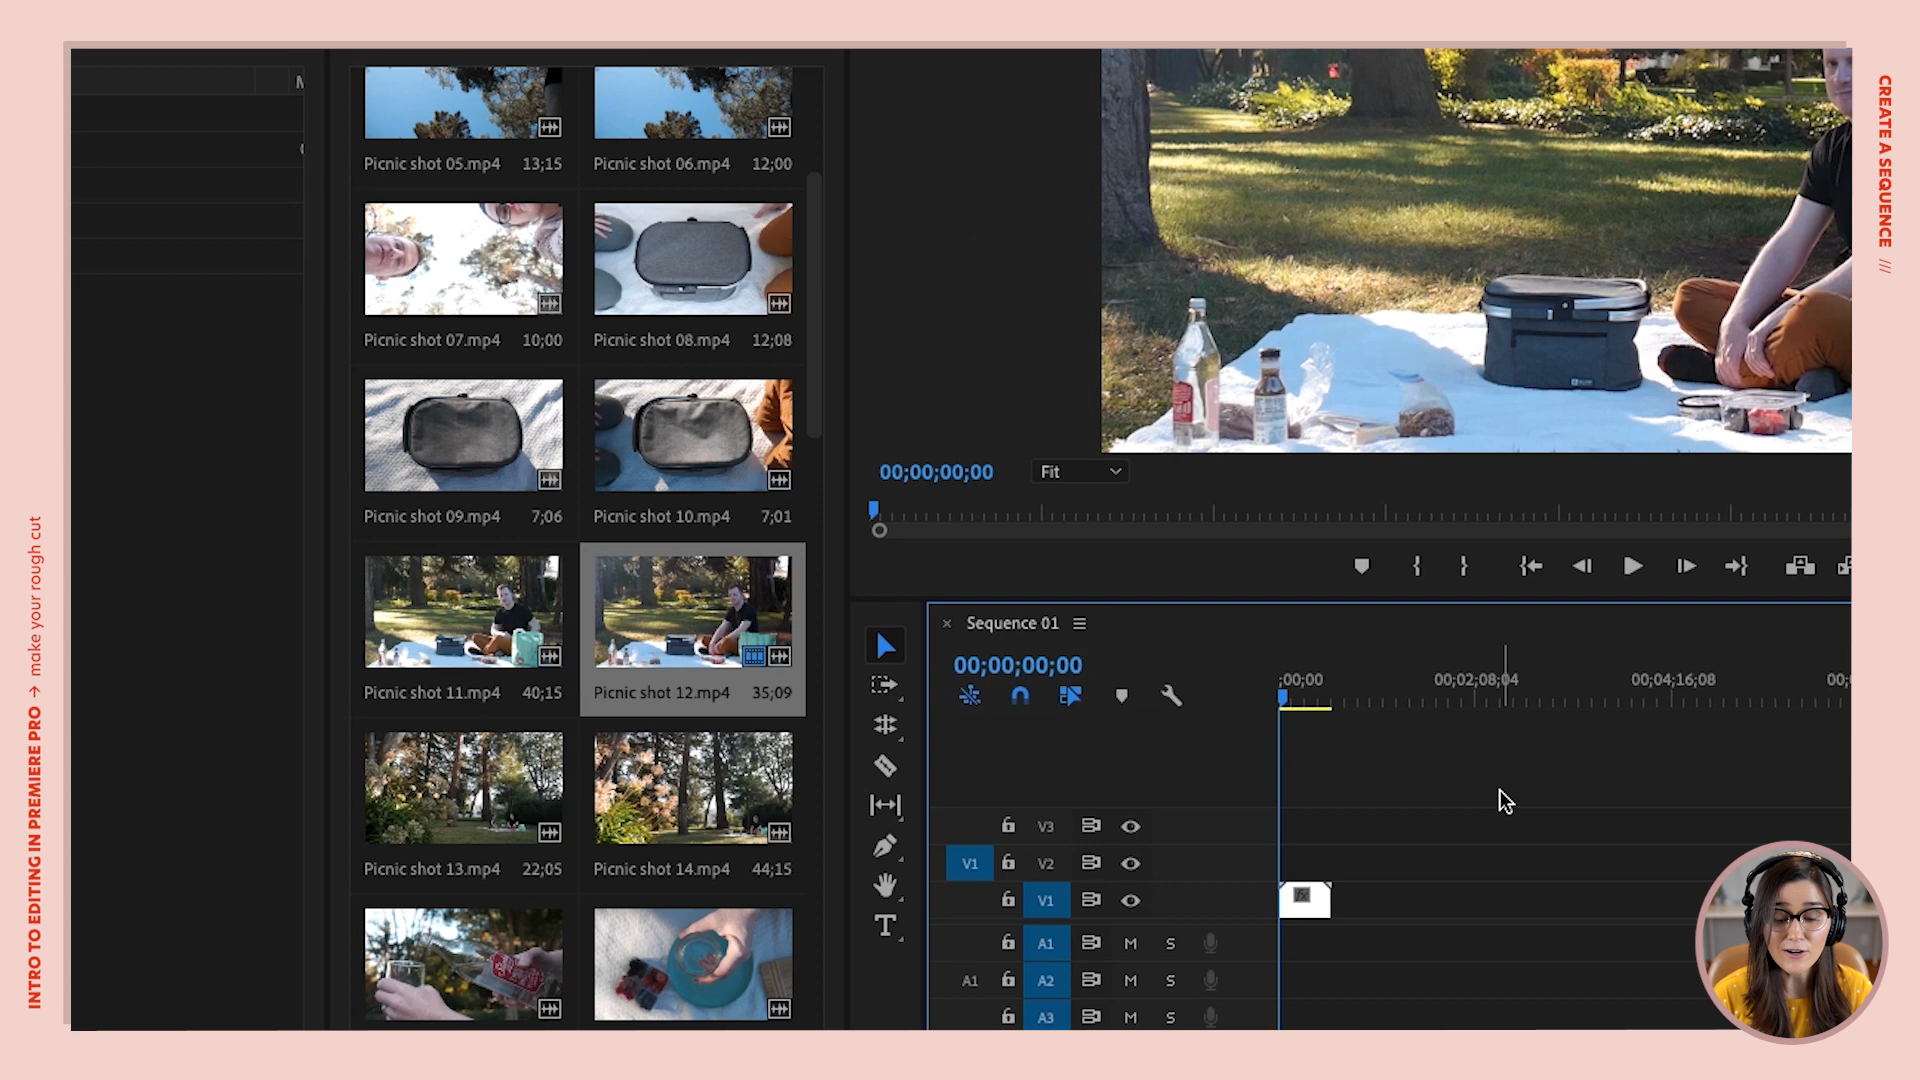 INTRO TO EDITING IN PREMIERE PRO → make your rough cut
CREATE A SEQUENCE ///
Picnic shot 05.mp4 13;15
Picnic shot 06.mp4 12;00
Picnic shot 07.mp4 10;00
Picnic shot 08.mp4 12;08
Picnic shot 09.mp4 7;06
Picnic shot 10.mp4 7;01
Picnic shot 11.mp4 40;15
Picnic shot 12.mp4 35;09
Picnic shot 13.mp4 22;05
Picnic shot 14.mp4 44;15
00;00;00;00
Fit
× Sequence 01
00;00;00;00
;00;00 00;02;08;04 00;04;16;08 00;
V3
V1 V2
V1
fx
A1 M S
A1 A2 M S
A3 M S